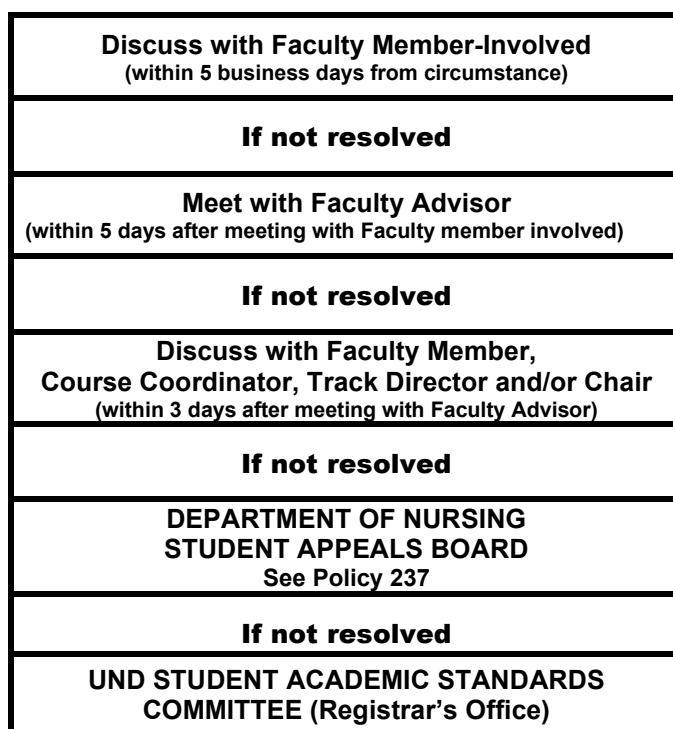 Discuss with Faculty Member-Involved
(within 5 business days from circumstance)
If not resolved
Meet with Faculty Advisor
(within 5 days after meeting with Faculty member involved)
If not resolved
Discuss with Faculty Member,
Course Coordinator, Track Director and/or Chair
(within 3 days after meeting with Faculty Advisor)
If not resolved
DEPARTMENT OF NURSING
STUDENT APPEALS BOARD
See Policy 237
If not resolved
UND STUDENT ACADEMIC STANDARDS
COMMITTEE (Registrar's Office)